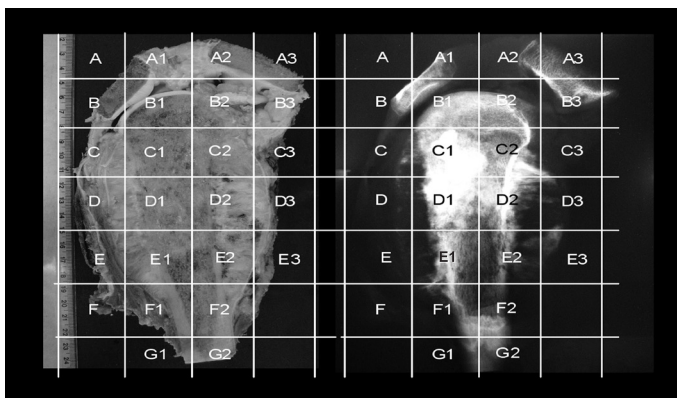 A A1 A2 A3 A A1 A2 A3
B B1 B2 B3 B B1 B2 B3
C C1 C2 C3 C C1 C2 C3
D D1 D2 D3 D D1 D2 D3
E E1 E2 E3 E E1 E2 E3
F F1 F2 F F1 F2
G1 G2 G1 G2